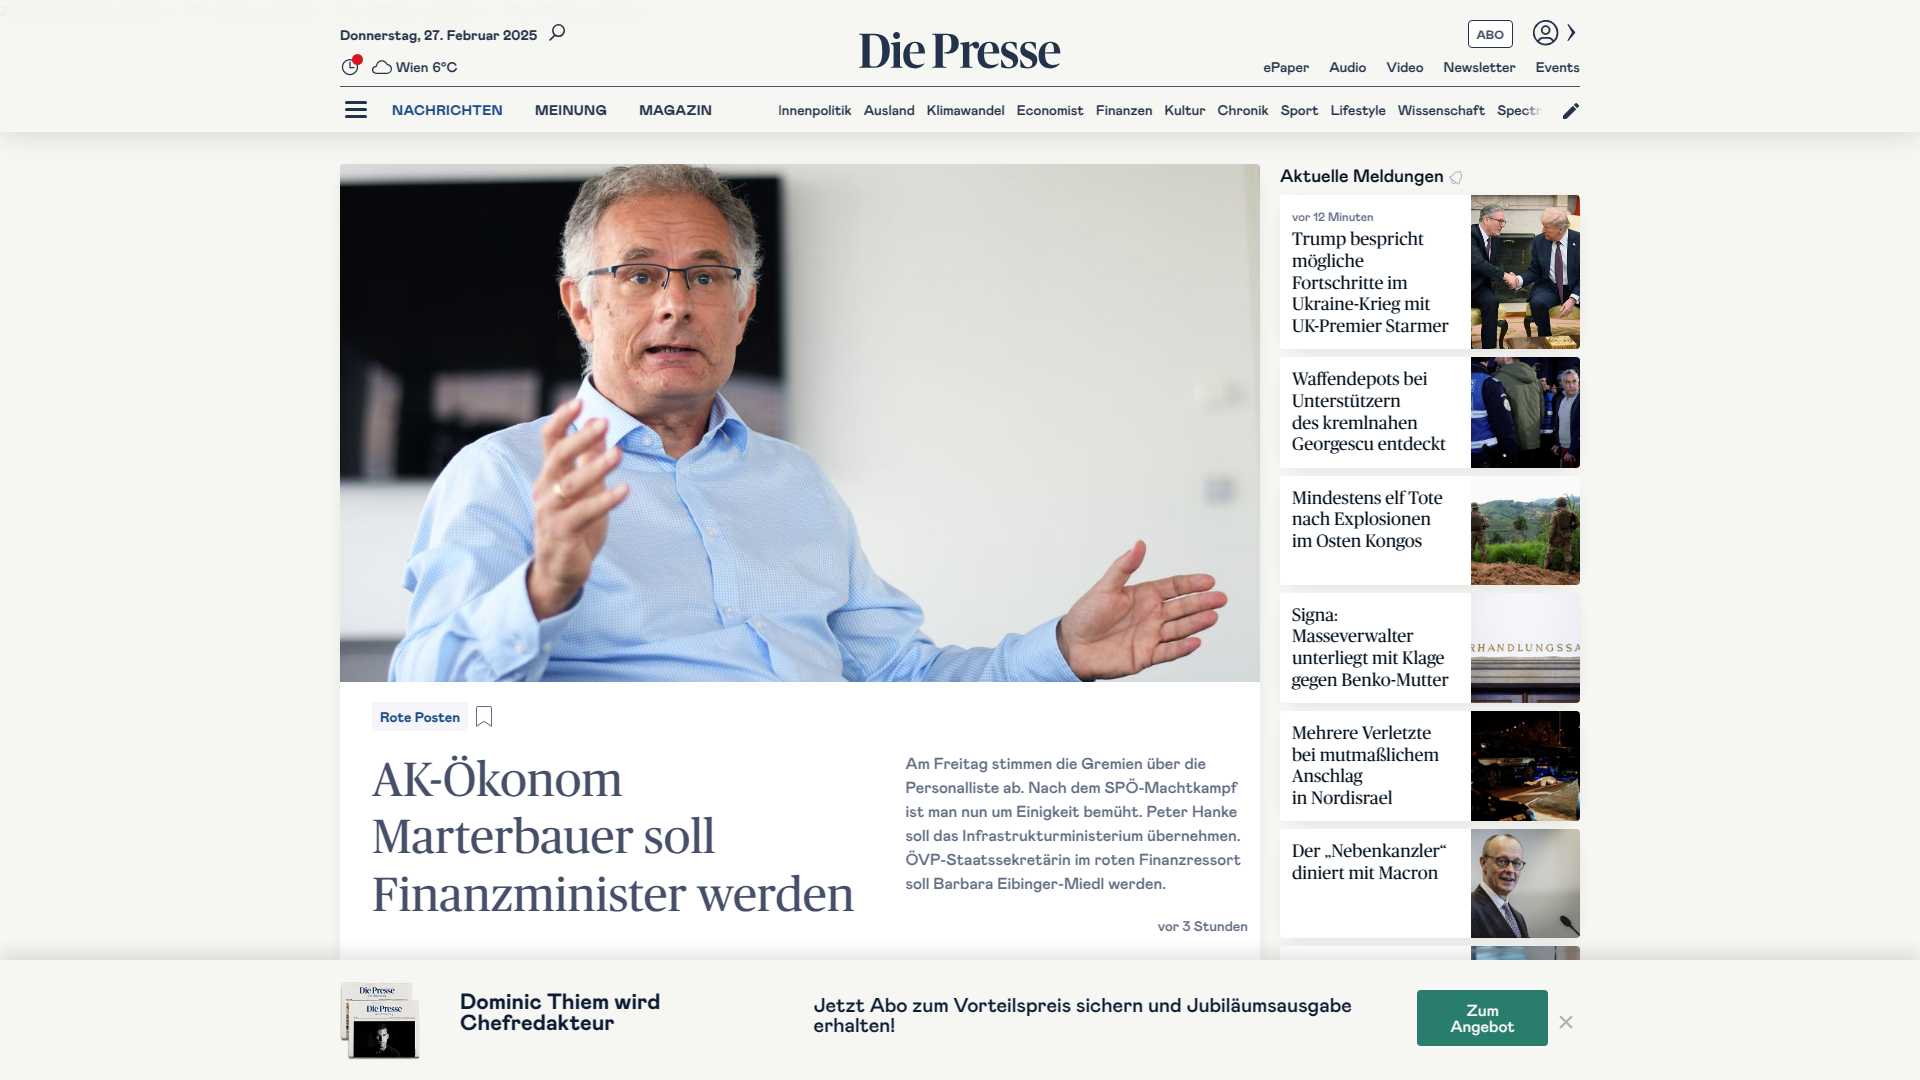 Donnerstag, 27. Februar 2025
Wien 6°C
Die Presse
ABO
ePaper Audio Video Newsletter Events
NACHRICHTEN MEINUNG MAGAZIN
Innenpolitik Ausland Klimawandel Economist Finanzen Kultur Chronik Sport Lifestyle Wissenschaft Spectr
Rote Posten
AK-Ökonom
Marterbauer soll
Finanzminister werden
Am Freitag stimmen die Gremien über die
Personalliste ab. Nach dem SPÖ-Machtkampf
ist man nun um Einigkeit bemüht. Peter Hanke
soll das Infrastrukturministerium übernehmen.
ÖVP-Staatssekretärin im roten Finanzressort
soll Barbara Eibinger-Miedl werden.
vor 3 Stunden
Aktuelle Meldungen
vor 12 Minuten
Trump bespricht
mögliche
Fortschritte im
Ukraine-Krieg mit
UK-Premier Starmer
Waffendepots bei
Unterstützern
des kremlnahen
Georgescu entdeckt
Mindestens elf Tote
nach Explosionen
im Osten Kongos
Signa:
Masseverwalter
unterliegt mit Klage
gegen Benko-Mutter
RHANDLUNGSSA
Mehrere Verletzte
bei mutmaßlichem
Anschlag
in Nordisrael
Der „Nebenkanzler“
diniert mit Macron
Die Presse
Die Presse
Dominic Thiem wird
Chefredakteur
Jetzt Abo zum Vorteilspreis sichern und Jubiläumsausgabe
erhalten!
Zum
Angebot